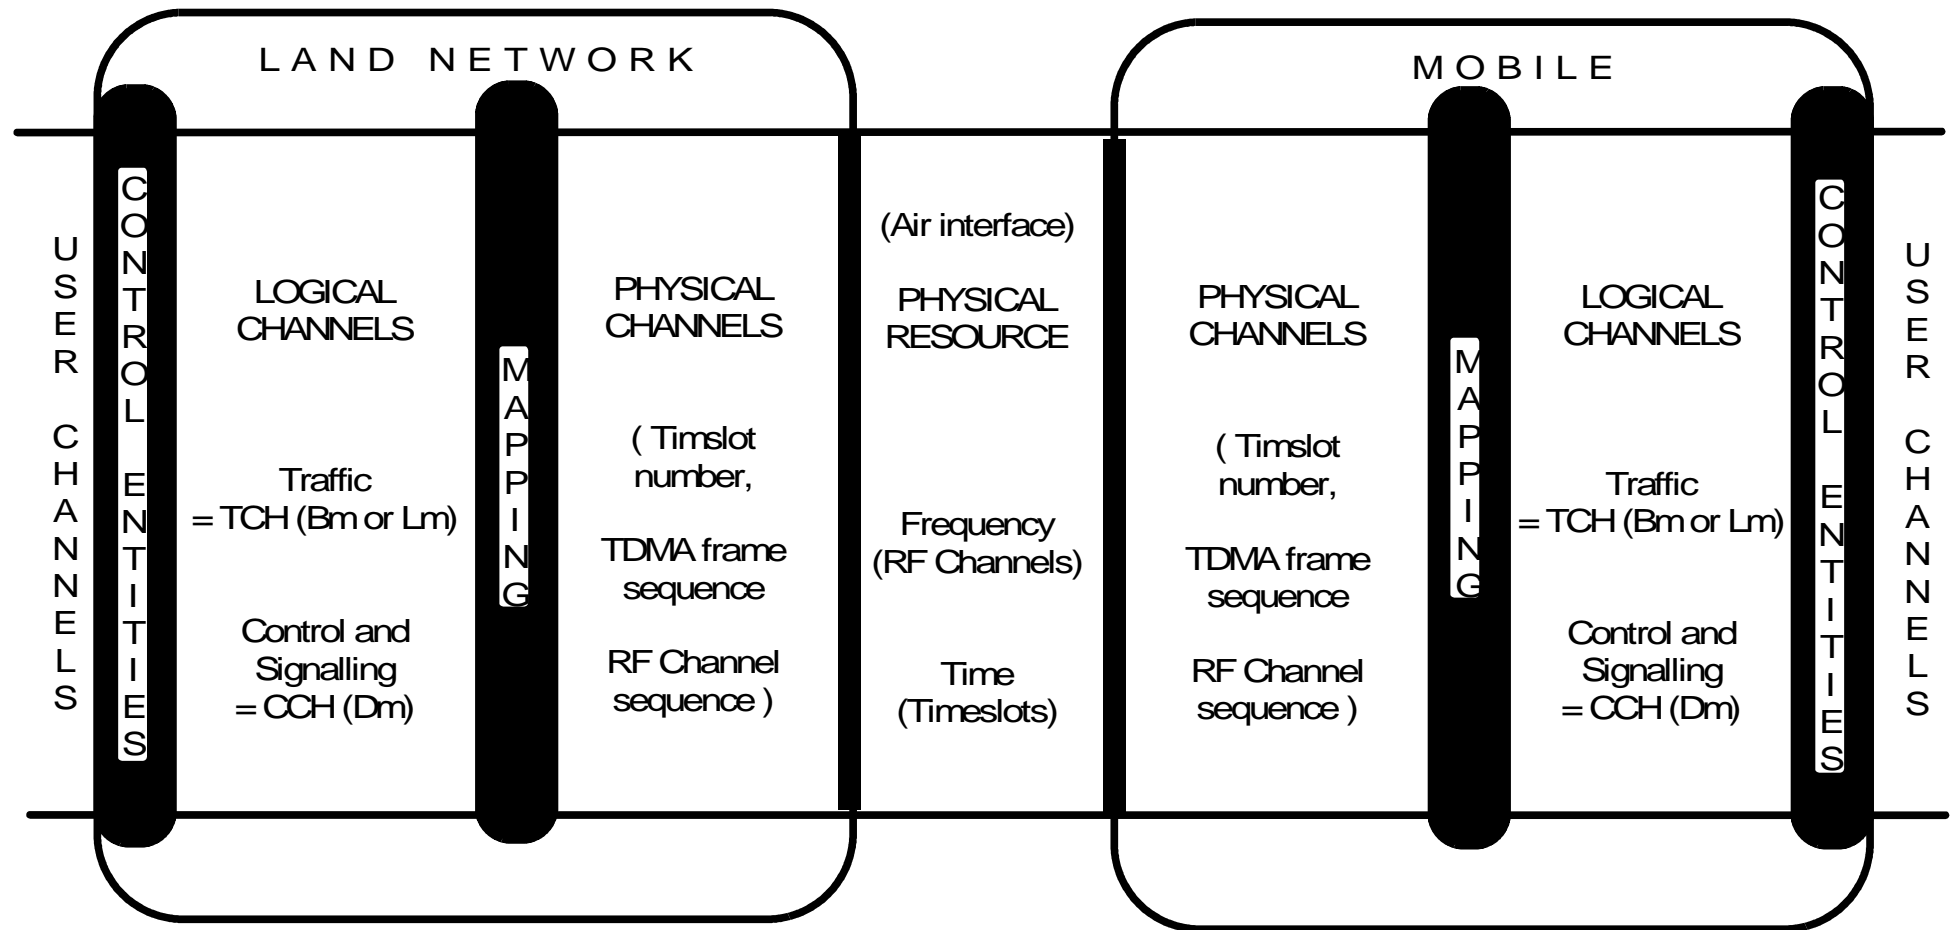 LAND NETWORK
MOBILE
USER CHANNELS
CONTROL ENTITIES
LOGICAL
CHANNELS
Traffic
= TCH (Bm or Lm)
Control and
Signalling
= CCH (Dm)
MAPPING
PHYSICAL
CHANNELS
( Timslot
number,
TDMA frame
sequence
RF Channel
sequence )
(Air interface)
PHYSICAL
RESOURCE
Frequency
(RF Channels)
Time
(Timeslots)
PHYSICAL
CHANNELS
( Timslot
number,
TDMA frame
sequence
RF Channel
sequence )
MAPPING
LOGICAL
CHANNELS
Traffic
= TCH (Bm or Lm)
Control and
Signalling
= CCH (Dm)
CONTROL ENTITIES
USER CHANNELS